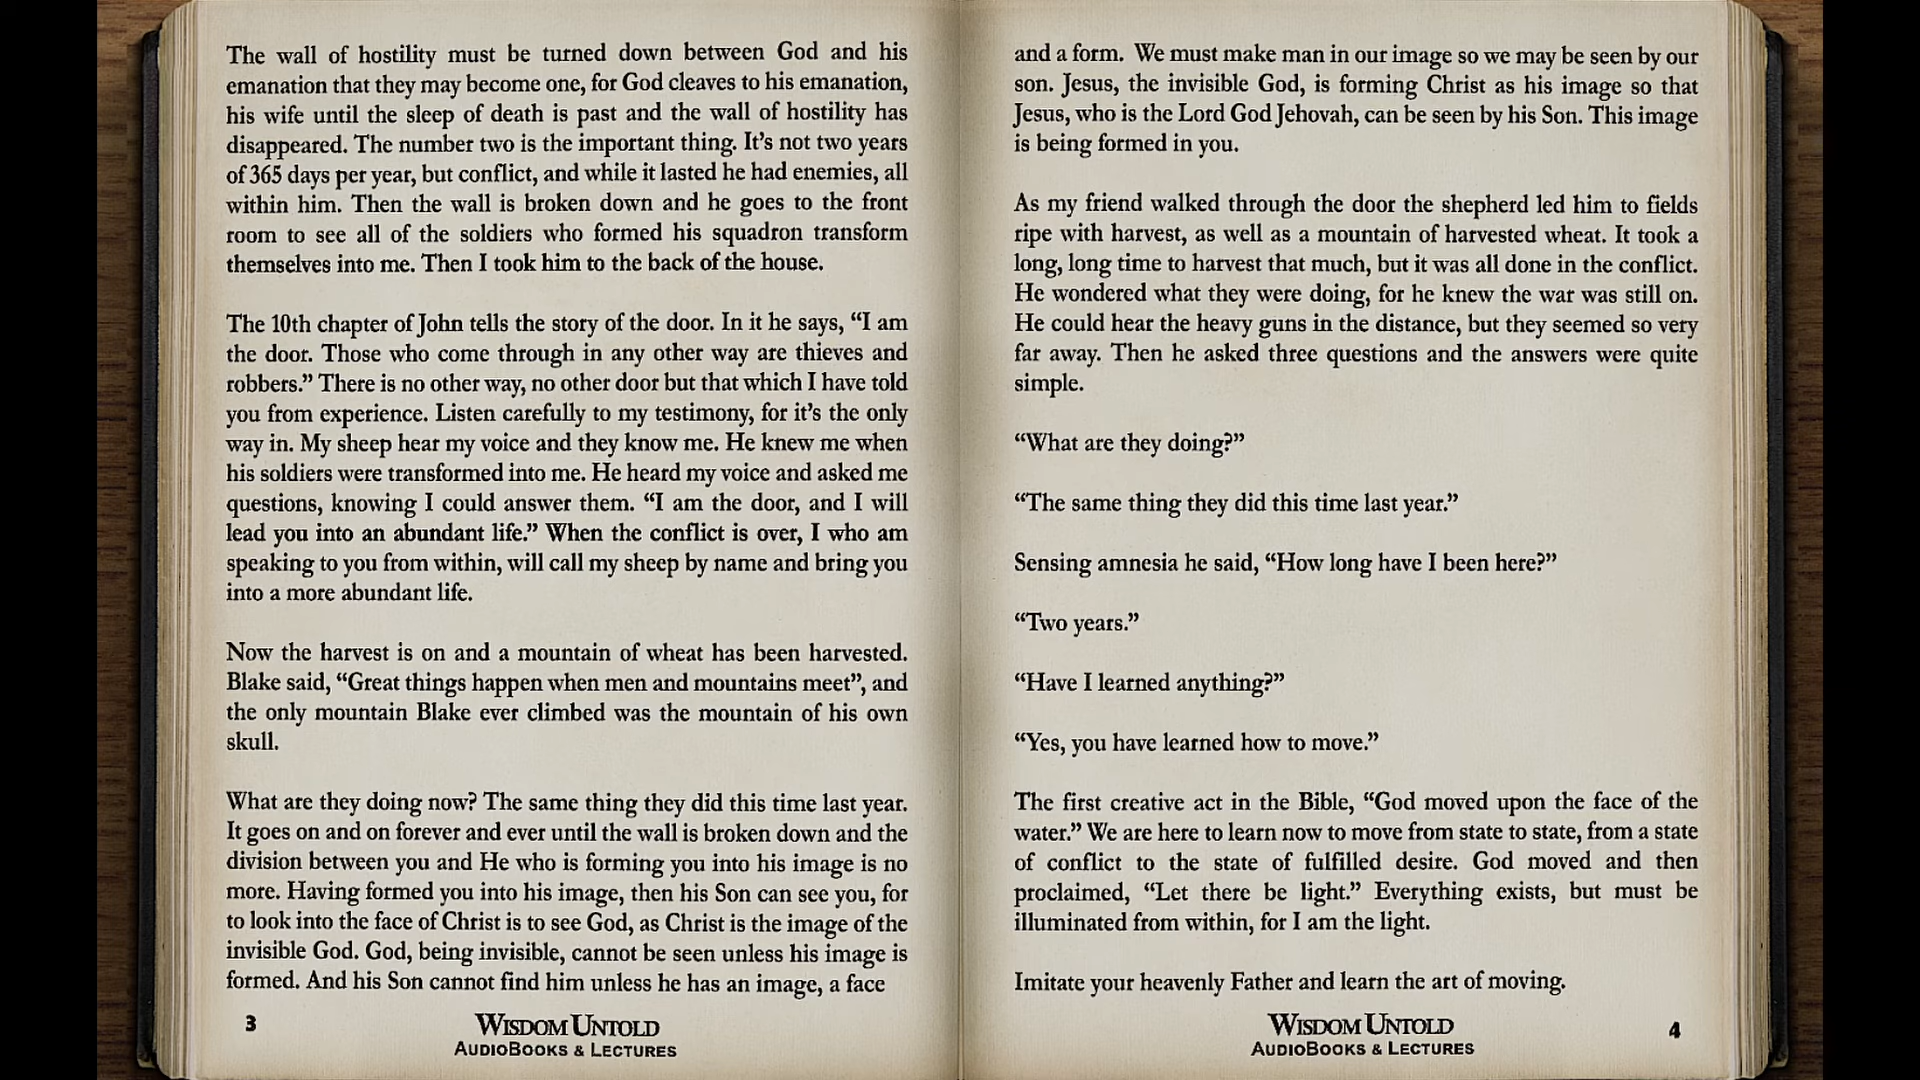 The wall of hostility must be turned down between God and his
emanation that they may become one, for God cleaves to his emanation,
his wife until the sleep of death is past and the wall of hostility has
disappeared. The number two is the important thing. It's not two years
of 365 days per year, but conflict, and while it lasted he had enemies, all
within him. Then the wall is broken down and he goes to the front
room to see all of the soldiers who formed his squadron transform
themselves into me. Then I took him to the back of the house.
The 10th chapter of John tells the story of the door. In it he says, “I am
the door. Those who come through in any other way are thieves and
robbers.” There is no other way, no other door but that which I have told
you from experience. Listen carefully to my testimony, for it's the only
way in. My sheep hear my voice and they know me. He knew me when
his soldiers were transformed into me. He heard my voice and asked me
questions, knowing I could answer them. “I am the door, and I will
lead you into an abundant life.” When the conflict is over, I who am
speaking to you from within, will call my sheep by name and bring you
into a more abundant life.
Now the harvest is on and a mountain of wheat has been harvested.
Blake said, “Great things happen when men and mountains meet”, and
the only mountain Blake ever climbed was the mountain of his own
skull.
What are they doing now? The same thing they did this time last year.
It goes on and on forever and ever until the wall is broken down and the
division between you and He who is forming you into his image is no
more. Having formed you into his image, then his Son can see you, for
to look into the face of Christ is to see God, as Christ is the image of the
invisible God. God, being invisible, cannot be seen unless his image is
formed. And his Son cannot find him unless he has an image, a face
3
WISDOM UNTOLD
AUDIOBOOKS & LECTURES
and a form. We must make man in our image so we may be seen by our
son. Jesus, the invisible God, is forming Christ as his image so that
Jesus, who is the Lord God Jehovah, can be seen by his Son. This image
is being formed in you.
As my friend walked through the door the shepherd led him to fields
ripe with harvest, as well as a mountain of harvested wheat. It took a
long, long time to harvest that much, but it was all done in the conflict.
He wondered what they were doing, for he knew the war was still on.
He could hear the heavy guns in the distance, but they seemed so very
far away. Then he asked three questions and the answers were quite
simple.
“What are they doing?”
“The same thing they did this time last year.”
Sensing amnesia he said, “How long have I been here?”
“Two years.”
“Have I learned anything?”
“Yes, you have learned how to move.”
The first creative act in the Bible, “God moved upon the face of the
water.” We are here to learn now to move from state to state, from a state
of conflict to the state of fulfilled desire. God moved and then
proclaimed, “Let there be light.” Everything exists, but must be
illuminated from within, for I am the light.
Imitate your heavenly Father and learn the art of moving.
WISDOM UNTOLD
AUDIOBOOKS & LECTURES
4